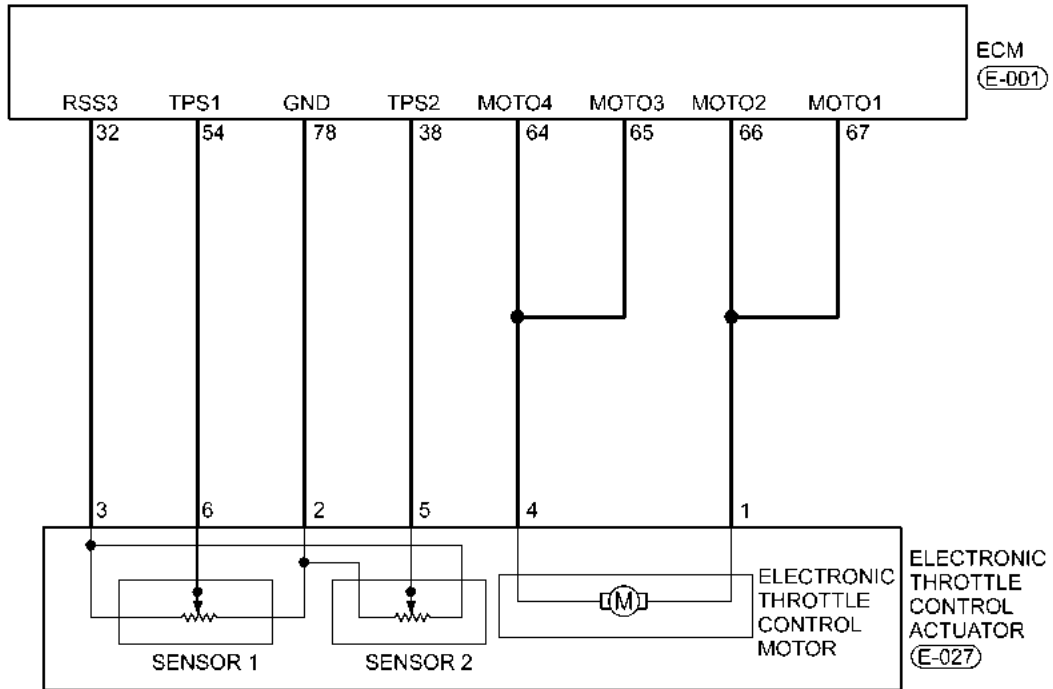 ECM
E-001
RSS3 TPS1 GND TPS2 MOTO4 MOTO3 MOTO2 MOTO1
32 54 78 38 64 65 66 67
3 6 2 5 4 1
ELECTRONIC
THROTTLE
CONTROL
MOTOR
ELECTRONIC
THROTTLE
CONTROL
ACTUATOR
E-027
M
SENSOR 1 SENSOR 2